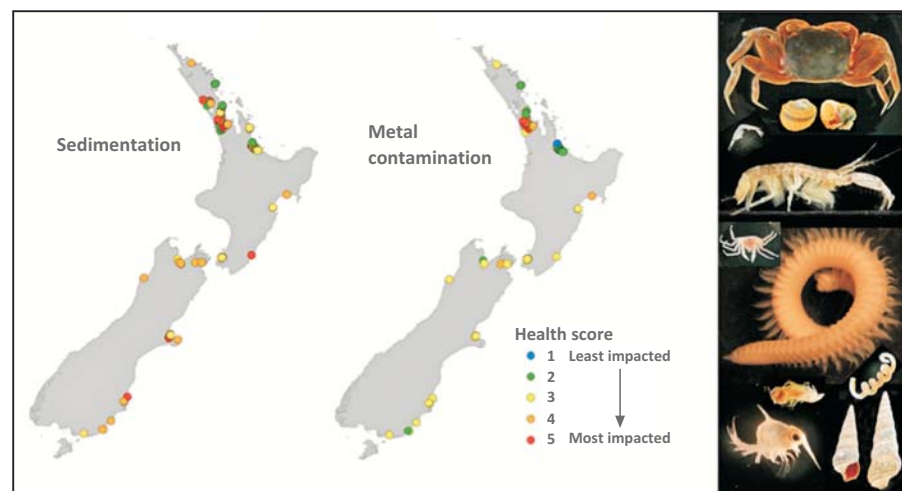 Sedimentation
Metal
contamination
Health score
1 Least impacted
2
3
4
5 Most impacted